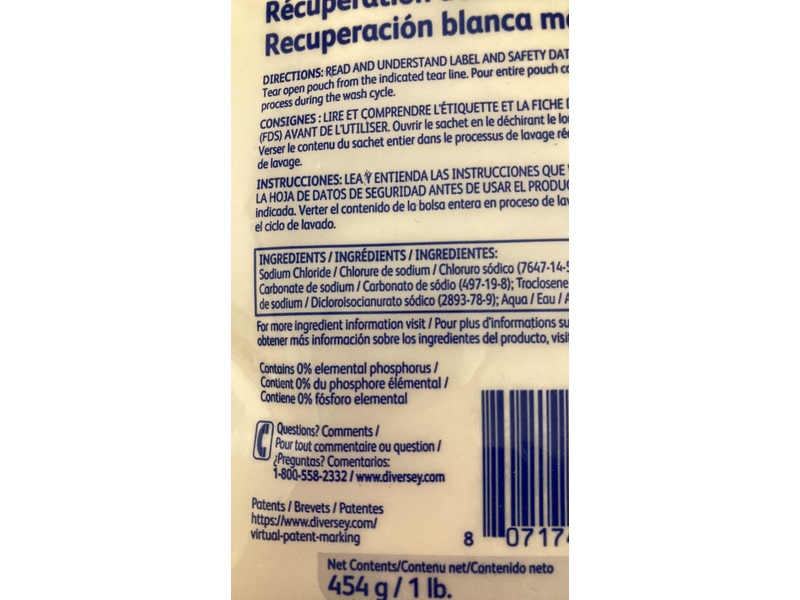 Récupération
Recuperación blanca
DIRECTIONS: READ AND UNDERSTAND LABEL AND SAFETY DAT
Tear open pouch from the indicated tear line. Pour entire pouch
process during the wash cycle.
CONSIGNES : LIRE ET COMPRENDRE L'ÉTIQUETTE ET LA FICHE
(FDS) AVANT DE L'UTILISER. Ouvrir le sachet en le déchirant le
Verser le contenu du sachet entier dans le processus de lavage
de lavage.
INSTRUCCIONES: LEA Y ENTIENDA LAS INSTRUCCIONES QUE
LA HOJA DE DATOS DE SEGURIDAD ANTES DE USAR EL PRODUC
indicada. Verter el contenido de la bolsa entera en proceso de
el ciclo de lavado.
INGREDIENTS / INGRÉDIENTS / INGREDIENTES:
Sodium Chloride / Chlorure de sodium / Chloruro sódico (7647-14-5
Carbonate de sodium / Carbonato de sódio (497-19-8); Troclosene
de sodium / Dicloroisocianurato sódico (2893-78-9); Aqua / Eau / A
For more ingredient information visit / Pour plus d'informations su
obtener más información sobre los ingredientes del producto, visi
Contains 0% elemental phosphorus /
Contient 0% du phosphore élémental /
Contiene 0% fósforo elemental
Questions? Comments /
Pour tout commentaire ou question /
¿Preguntas? Comentarios:
1-800-558-2332 / www.diversey.com
Patents / Brevets / Patentes
https://www.diversey.com/
virtual-patent-marking
8 07174
Net Contents/Contenu net/Contenido neto
454 g / 1 lb.